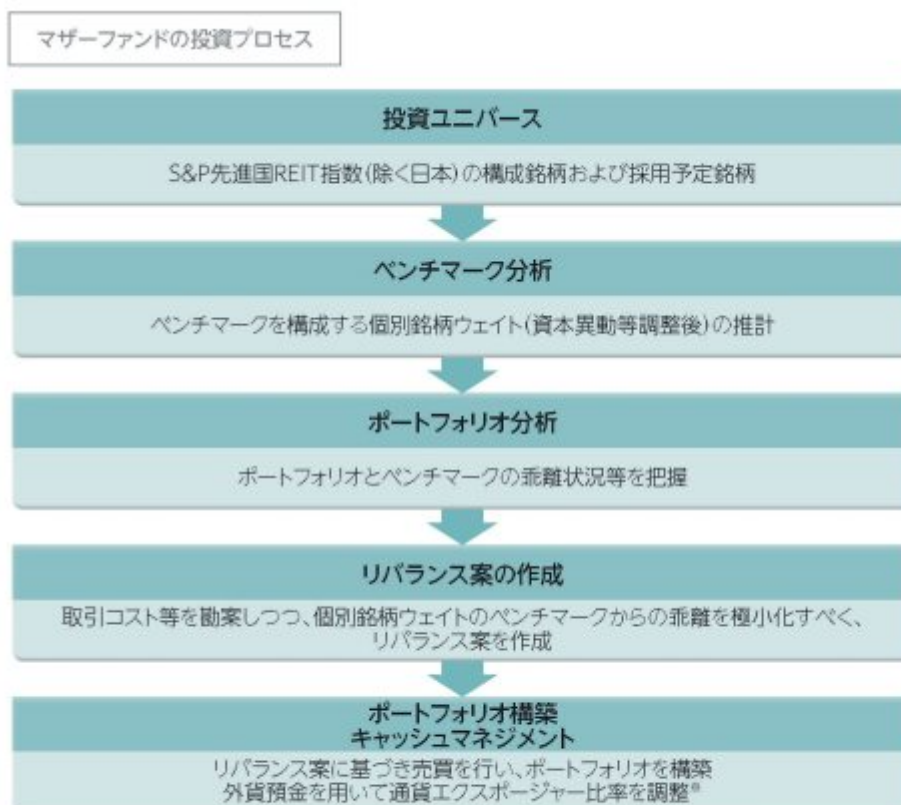 マザーファンドの投資プロセス
投資ユニバース
S&P先進国REIT指数(除く日本)の構成銘柄および採用予定銘柄
ベンチマーク分析
ベンチマークを構成する個別銘柄ウェイト(資本異動等調整後)の推計
ポートフォリオ分析
ポートフォリオとベンチマークの乖離状況等を把握
リバランス案の作成
取引コスト等を勘案しつつ、個別銘柄ウェイトのベンチマークからの乖離を極小化すべく、
リバランス案を作成
ポートフォリオ構築
キャッシュマネジメント
リバランス案に基づき売買を行い、ポートフォリオを構築
外貨預金を用いて通貨エクスポージャー比率を調整※